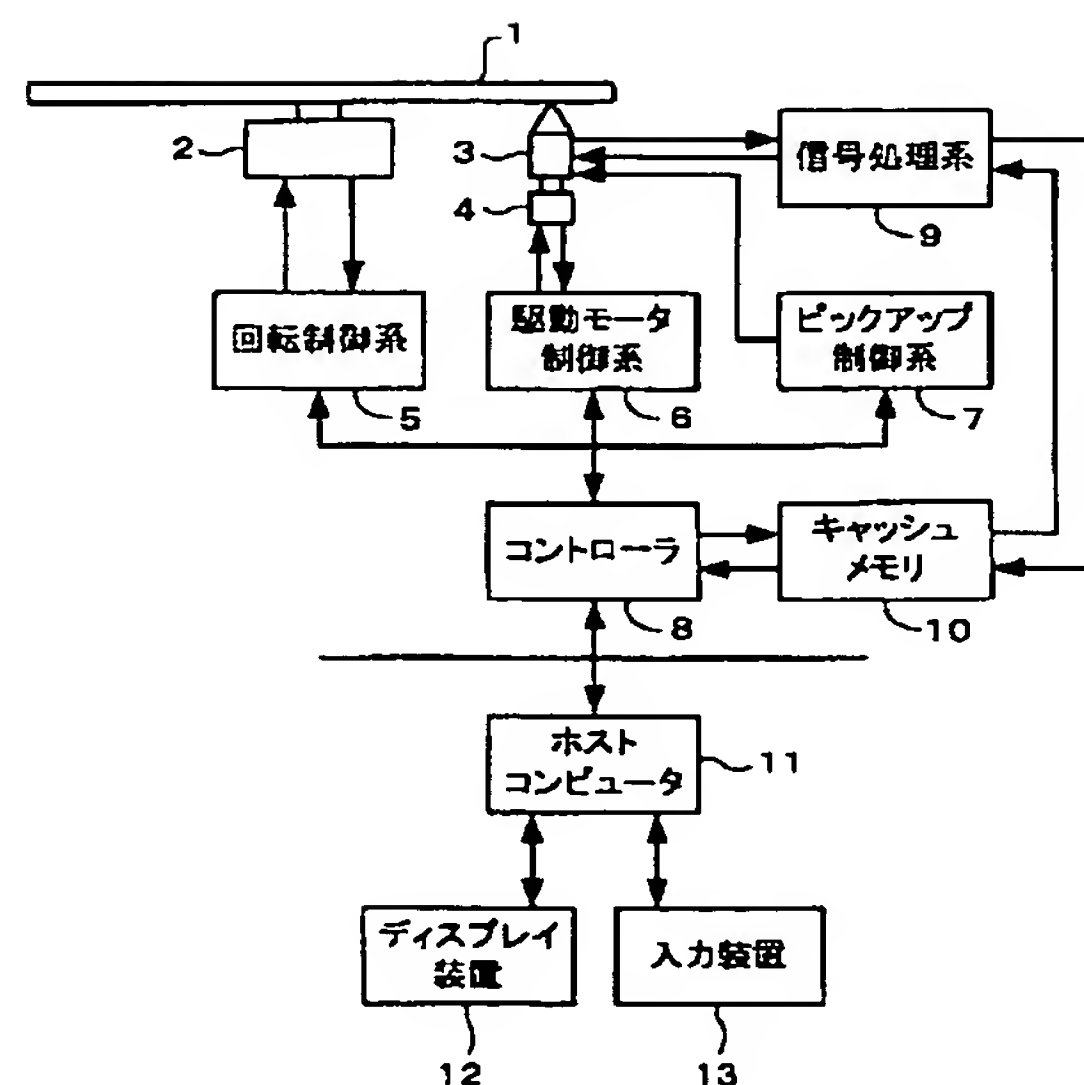 1
2
3
4
信号処理系
9
回転制御系
5
駆動モータ
制御系
6
ピックアップ
制御系
7
コントローラ
8
キャッシュ
メモリ
10
ホスト
コンピュータ
11
ディスプレイ
装置
12
入力装置
13